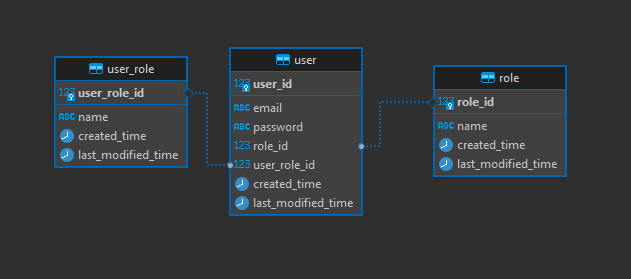 user_role
123 user_role_id
ABC name
created_time
last_modified_time
user
123 user_id
ABC email
ABC password
123 role_id
123 user_role_id
created_time
last_modified_time
role
123 role_id
ABC name
created_time
last_modified_time